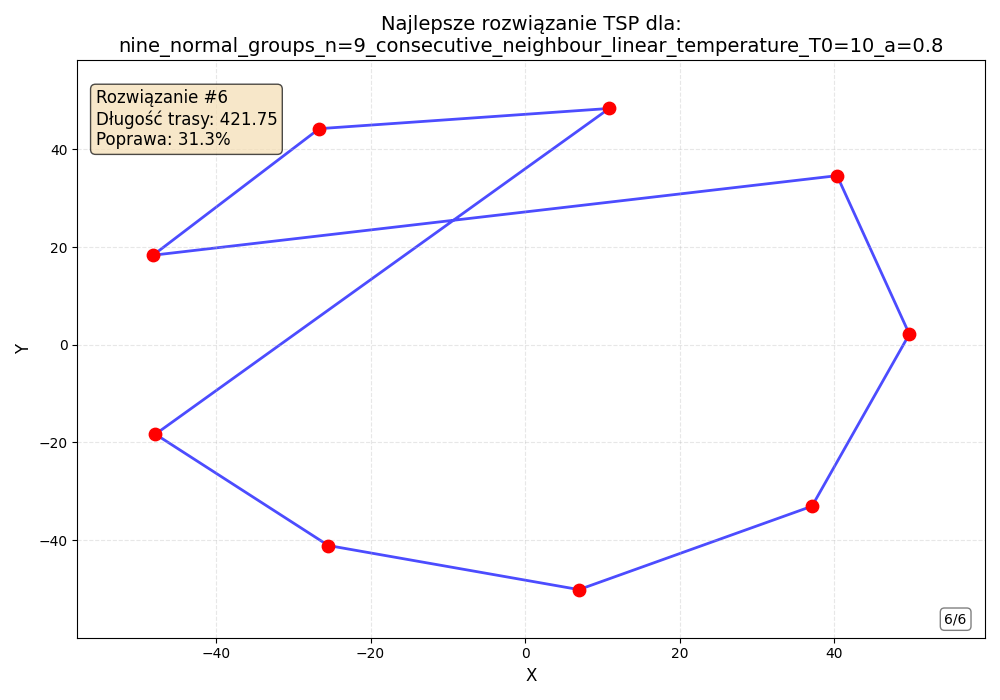 Najlepsze rozwiązanie TSP dla:
nine_normal_groups_n=9_consecutive_neighbour_linear_temperature_T0=10_a=0.8
Rozwiązanie #6
Długość trasy: 421.75
Poprawa: 31.3%
40
20
0
−20
−40
Y
6/6
−40
−20
0
20
40
X